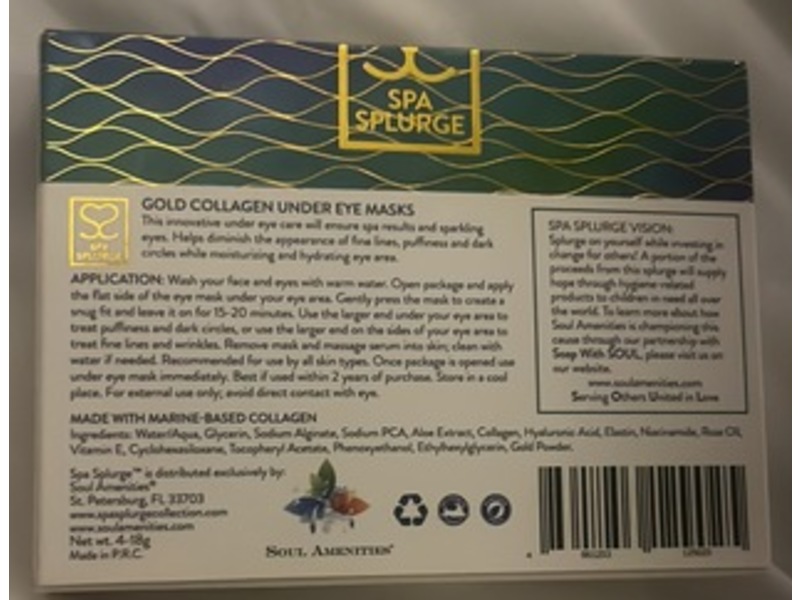 SPA
SPLURGE
SPA
SPLURGE
GOLD COLLAGEN UNDER EYE MASKS
This innovative under eye care will ensure spa results and sparkling
eyes. Helps diminish the appearance of fine lines, puffiness and dark
circles while moisturizing and hydrating eye area.
APPLICATION: Wash your face and eyes with warm water. Open package and apply
the flat side of the eye mask under your eye area. Gently press the mask to create a
snug fit and leave it on for 15-20 minutes. Use the larger end under your eye area to
treat puffiness and dark circles, or use the larger end on the sides of your eye area to
treat fine lines and wrinkles. Remove mask and massage serum into skin; clean with
water if needed. Recommended for use by all skin types. Once package is opened use
under eye mask immediately. Best if used within 2 years of purchase. Store in a cool
place. For external use only; avoid direct contact with eye.
MADE WITH MARINE-BASED COLLAGEN
Ingredients: Water/Aqua, Glycerin, Sodium Alginate, Sodium PCA, Aloe Extract, Collagen, Hyaluronic Acid, Elastin, Niacinamide, Rose Oil,
Vitamin E, Cyclohexasiloxane, Tocopheryl Acetate, Phenoxyethanol, Ethylhexylglycerin, Gold Powder.
Spa Splurge™ is distributed exclusively by:
Soul Amenities®
St. Petersburg, FL 33703
www.spasplurgecollection.com
www.soulamenities.com
Net wt. 4-18g
Made in P.R.C.
SOUL AMENITIES®
SPA SPLURGE VISION:
Splurge on yourself while investing in
change for others! A portion of the
proceeds from this splurge will supply
hope through hygiene-related
products to children in need all over
the world. To learn more about how
Soul Amenities is championing this
cause through our partnership with
Soap With SOUL, please visit us on
our website.
www.soulamenities.com
Serving Others United in Love